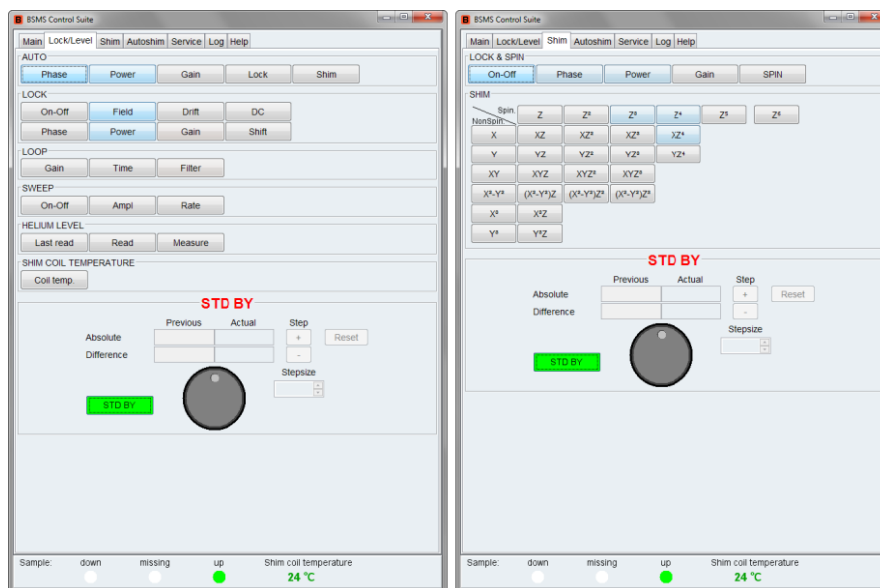 BSMS Control Suite
Main Lock/Level Shim Autoshim Service Log Help
AUTO
Phase Power Gain Lock Shim
LOCK
On-Off Field Drift DC
Phase Power Gain Shift
LOOP
Gain Time Filter
SWEEP
On-Off Ampl Rate
HELIUM LEVEL
Last read Read Measure
SHIM COIL TEMPERATURE
Coil temp.
STD BY
Previous Actual Step
Absolute + Reset
Difference -
Stepsize
STD BY
Sample: down missing up Shim coil temperature
24 °C
BSMS Control Suite
Main Lock/Level Shim Autoshim Service Log Help
LOCK & SPIN
On-Off Phase Power Gain SPIN
SHIM
Spin
NonSpin Z Z² Z³ Z⁴ Z⁵ Z⁶
X XZ XZ² XZ³ XZ⁴
Y YZ YZ² YZ³ YZ⁴
XY XYZ XYZ² XYZ³
X²-Y² (X²-Y²)Z (X²-Y²)Z² (X²-Y²)Z³
X³ X³Z
Y³ Y³Z
STD BY
Previous Actual Step
Absolute + Reset
Difference -
Stepsize
STD BY
Sample: down missing up Shim coil temperature
24 °C